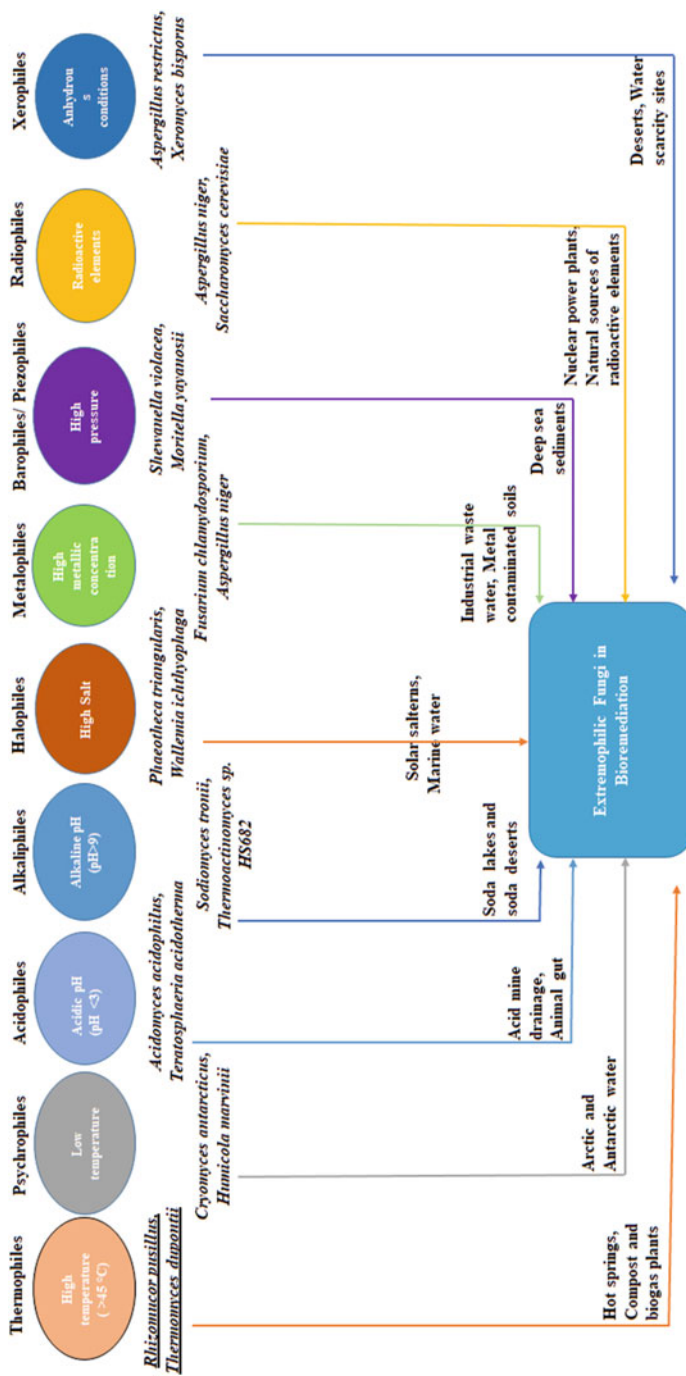 Thermophiles
High
temperature
( >45 °C)
Rhizomucor pusillus,
Thermomyces dupontii
Hot springs,
Compost and
biogas plants
Psychrophiles
Low
temperature
Cryomyces antarcticus,
Humicola marvinii
Arctic and
Antarctic water
Acidophiles
Acidic pH
(pH <3)
Acidomyces acidophilus,
Teratosphaeria acidotherma
Acid mine
drainage,
Animal gut
Alkaliphiles
Alkaline pH
(pH>9)
Sodiomyces tronii,
Thermoactinomyces sp.
HS682
Soda lakes and
soda deserts
Halophiles
High Salt
Phaeotheca triangularis,
Wallemia ichthyophaga
Solar salterns,
Marine water
Metalophiles
High
metallic
concentra
tion
Fusarium chlamydosporium,
Aspergillus niger
Industrial waste
water, Metal
contaminated soils
Barophiles/ Piezophiles
High
pressure
Shewanella violacea,
Moritella yayanosii
Deep sea
sediments
Radiophiles
Radioactive
elements
Aspergillus niger,
Saccharomyces cerevisiae
Nuclear power plants,
Natural sources of
radioactive elements
Xerophiles
Anhydrou
s
conditions
Aspergillus restrictus,
Xeromyces bisporus
Deserts, Water
scarcity sites
Extremophilic Fungi in
Bioremediation